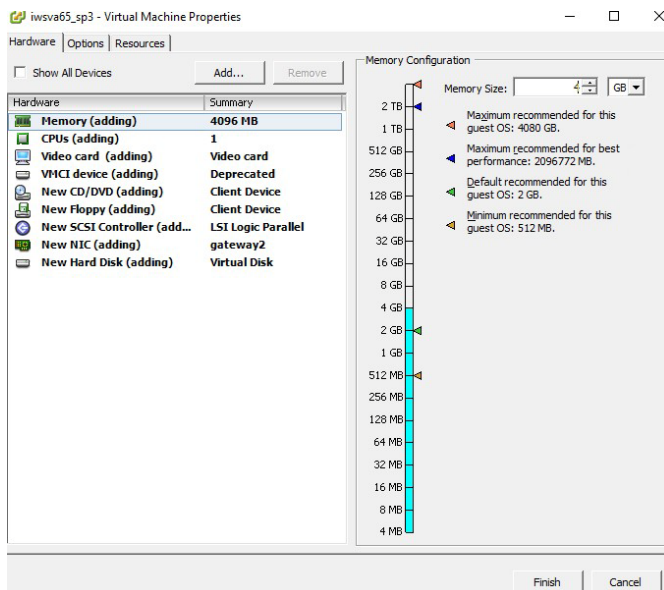 iwsva65_sp3 - Virtual Machine Properties
Hardware Options Resources
Show All Devices Add... Remove
Hardware Summary
Memory (adding) 4096 MB
CPUs (adding) 1
Video card (adding) Video card
VMCI device (adding) Deprecated
New CD/DVD (adding) Client Device
New Floppy (adding) Client Device
New SCSI Controller (add... LSI Logic Parallel
New NIC (adding) gateway2
New Hard Disk (adding) Virtual Disk
Memory Configuration
Memory Size: GB
2 TB
1 TB
512 GB
256 GB
128 GB
64 GB
32 GB
16 GB
8 GB
4 GB
2 GB
1 GB
512 MB
256 MB
128 MB
64 MB
32 MB
16 MB
8 MB
4 MB
Maximum recommended for this
guest OS: 4080 GB.
Maximum recommended for best
performance: 2096772 MB.
Default recommended for this
guest OS: 2 GB.
Minimum recommended for this
guest OS: 512 MB.
Finish Cancel